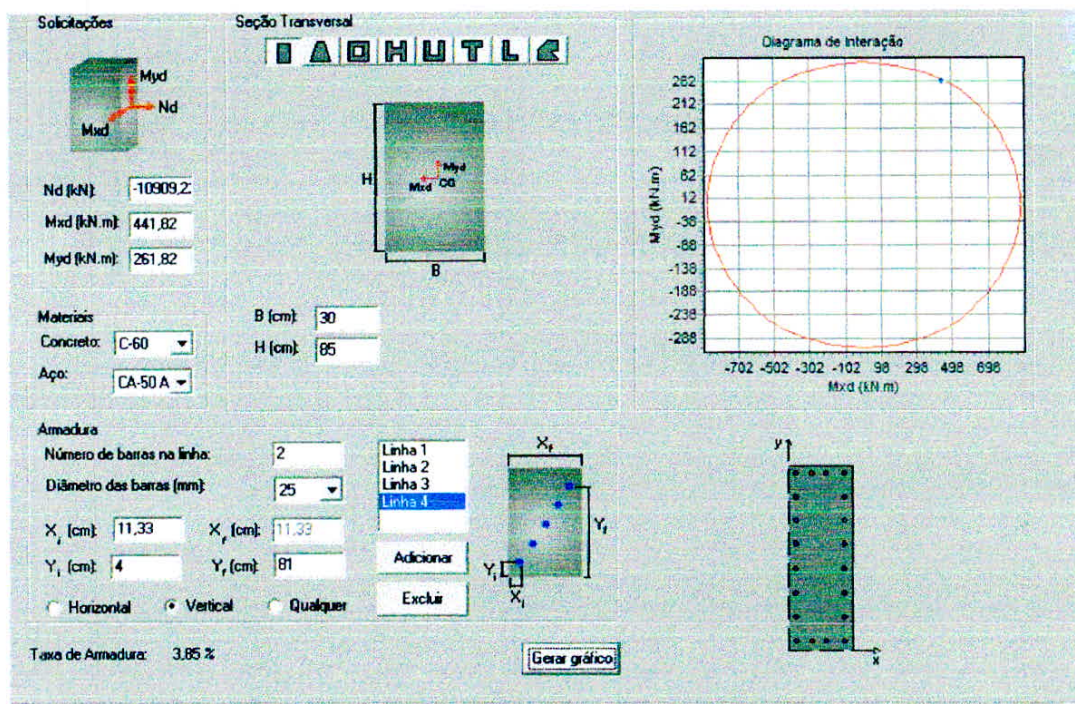 Solicitações
Myd
Nd
Mxd
Nd (kN):
-10909,2
Mxd (kN.m):
441,82
Myd (kN.m):
261,82
Seção Transversal
H
Myd
Mxd
CG
B
B (cm):
30
H (cm):
85
Diagrama de Interação
Myd (kN.m)
262
212
162
112
62
12
-38
-88
-138
-188
-238
-288
-702 -502 -302 -102 98 298 498 698
Mxd (kN.m)
Materiais
Concreto:
C-60
Aço:
CA-50 A
Armadura
Número de barras na linha:
2
Diâmetro das barras (mm):
25
Xi (cm):
11,33
Xf (cm):
11,33
Yi (cm):
4
Yf (cm):
81
Horizontal
Vertical
Qualquer
Linha 1
Linha 2
Linha 3
Linha 4
Adicionar
Excluir
Xf
Yf
Yi
Xi
y
x
Taxa de Armadura: 3,85 %
Gerar gráfico